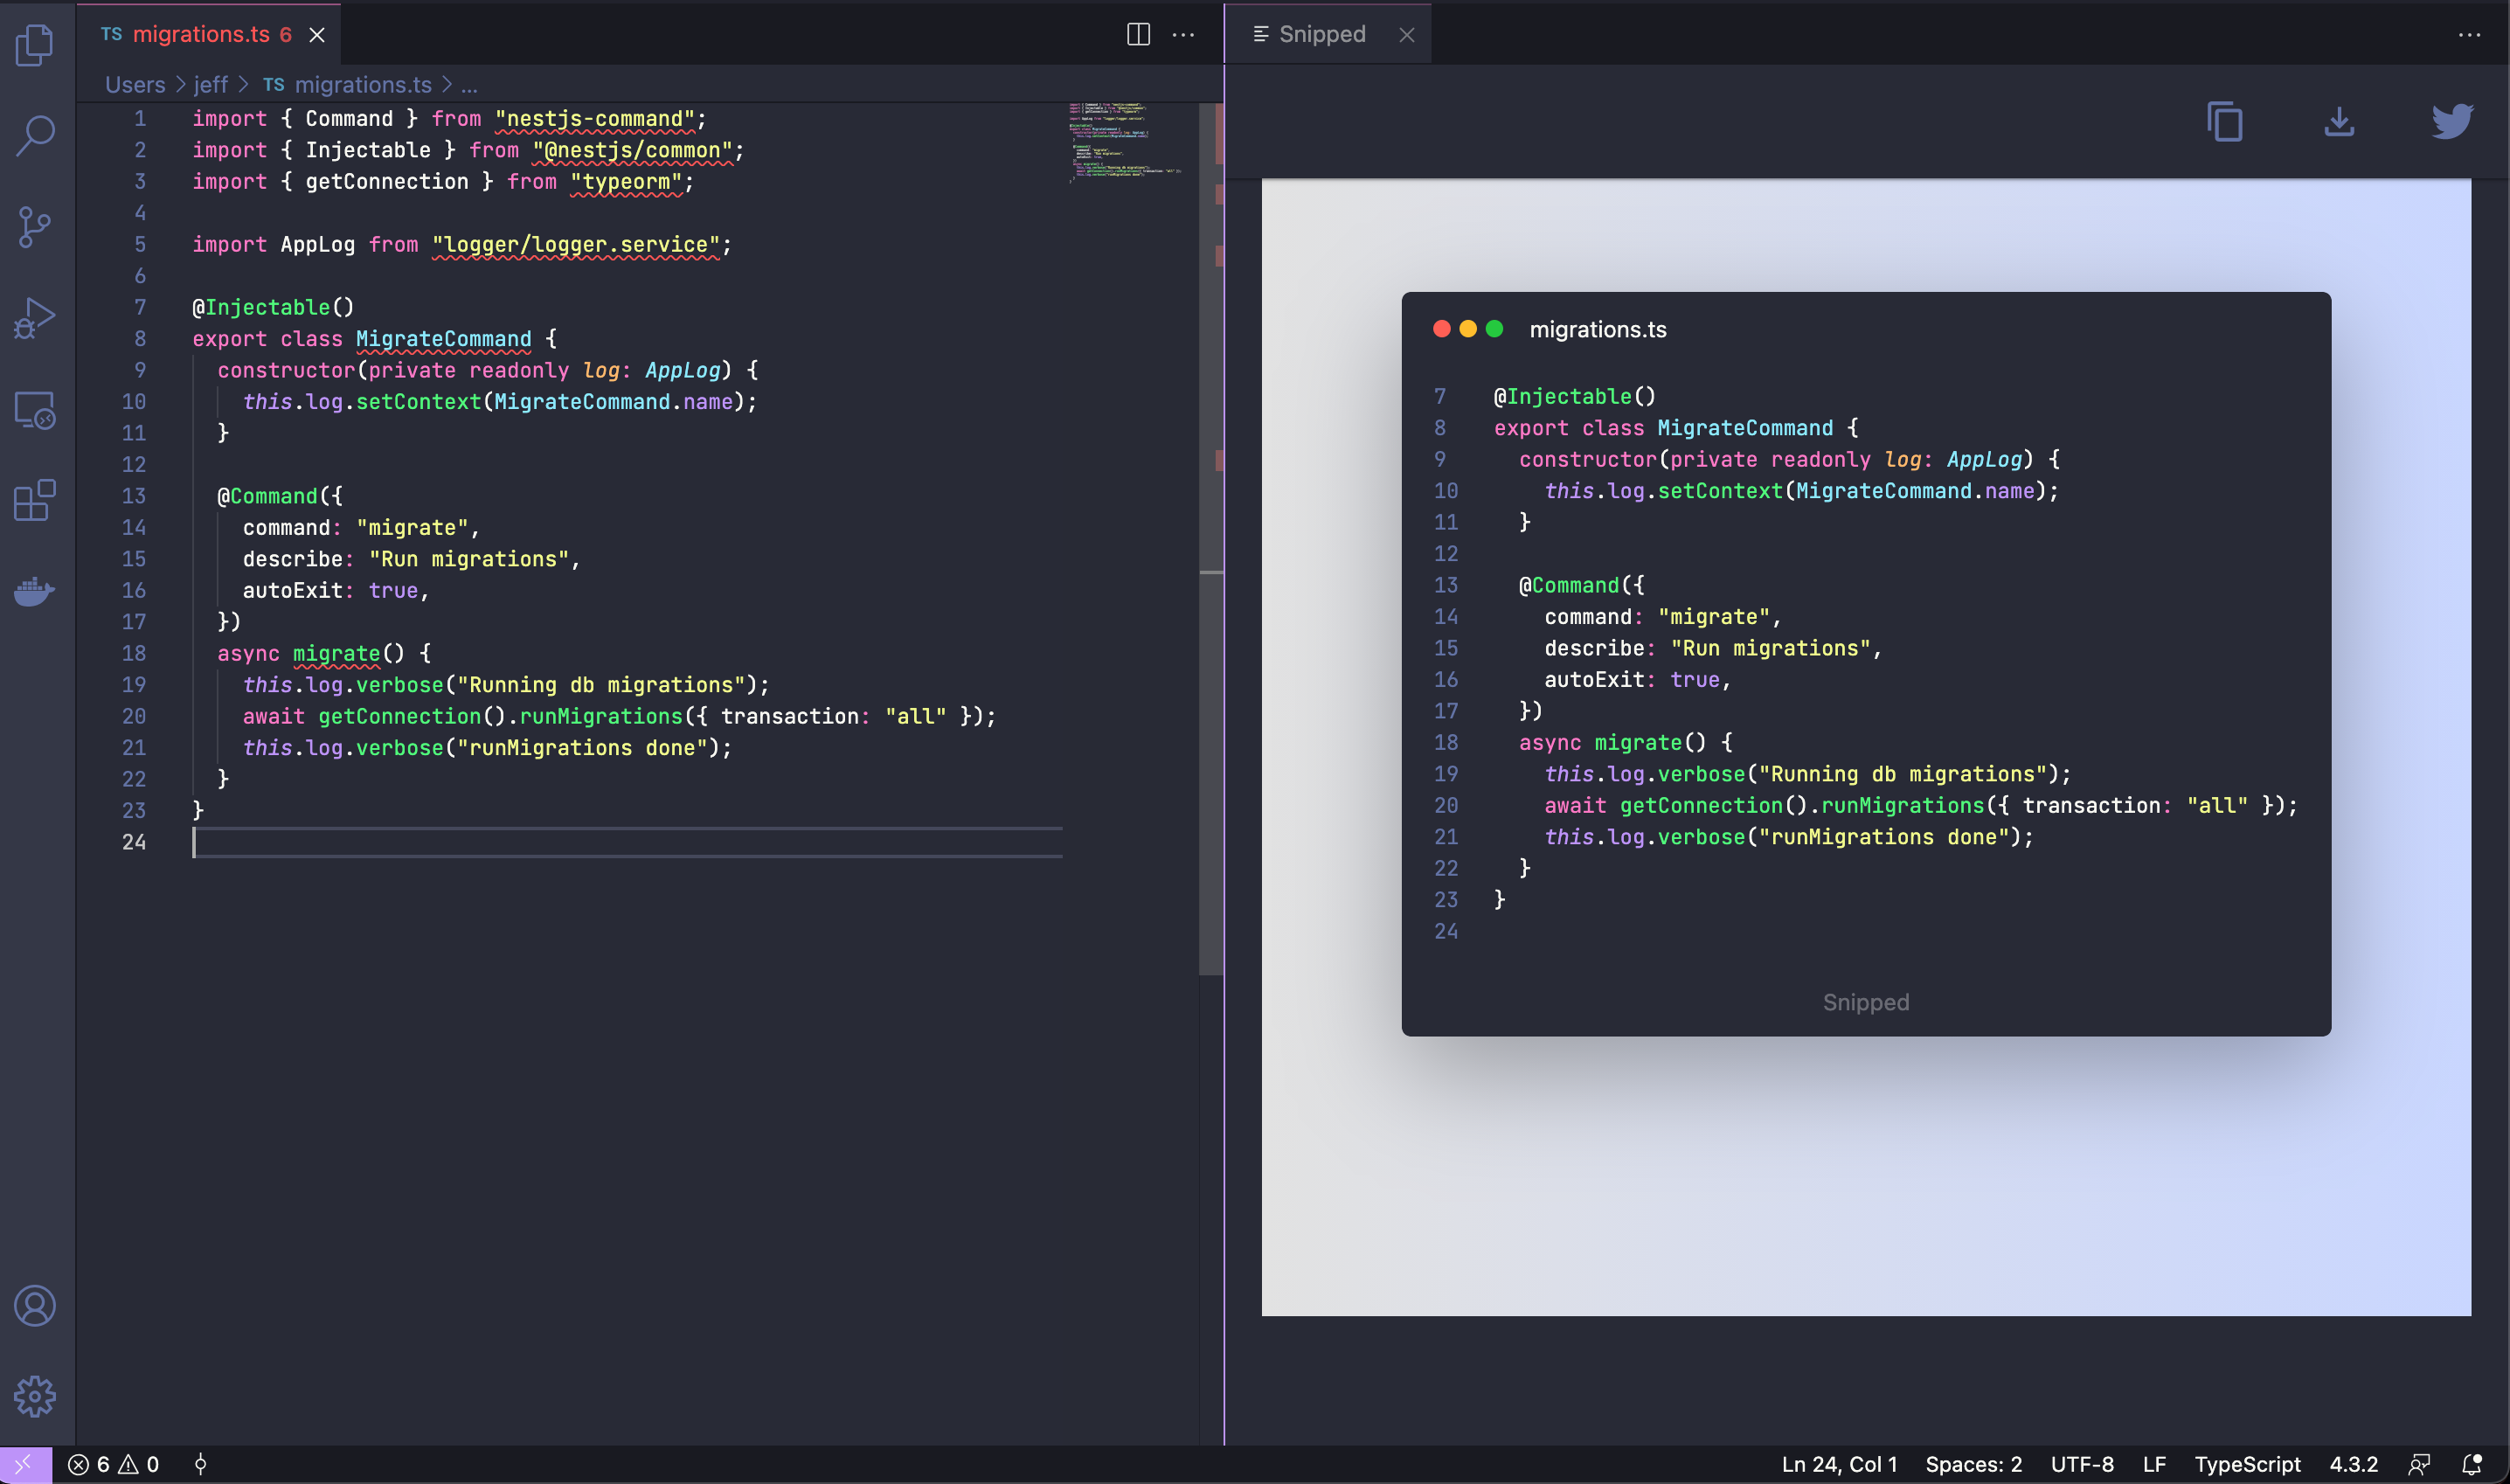 TS migrations.ts 6
Users > jeff > TS migrations.ts > ...
1 import { Command } from "nestjs-command";
2 import { Injectable } from "@nestjs/common";
3 import { getConnection } from "typeorm";
4
5 import AppLog from "logger/logger.service";
6
7 @Injectable()
8 export class MigrateCommand {
9   constructor(private readonly log: AppLog) {
10     this.log.setContext(MigrateCommand.name);
11   }
12
13   @Command({
14     command: "migrate",
15     describe: "Run migrations",
16     autoExit: true,
17   })
18   async migrate() {
19     this.log.verbose("Running db migrations");
20     await getConnection().runMigrations({ transaction: "all" });
21     this.log.verbose("runMigrations done");
22   }
23 }
24
Snipped
migrations.ts
7 @Injectable()
8 export class MigrateCommand {
9   constructor(private readonly log: AppLog) {
10     this.log.setContext(MigrateCommand.name);
11   }
12
13   @Command({
14     command: "migrate",
15     describe: "Run migrations",
16     autoExit: true,
17   })
18   async migrate() {
19     this.log.verbose("Running db migrations");
20     await getConnection().runMigrations({ transaction: "all" });
21     this.log.verbose("runMigrations done");
22   }
23 }
24
Snipped
6 0 Ln 24, Col 1 Spaces: 2 UTF-8 LF TypeScript 4.3.2